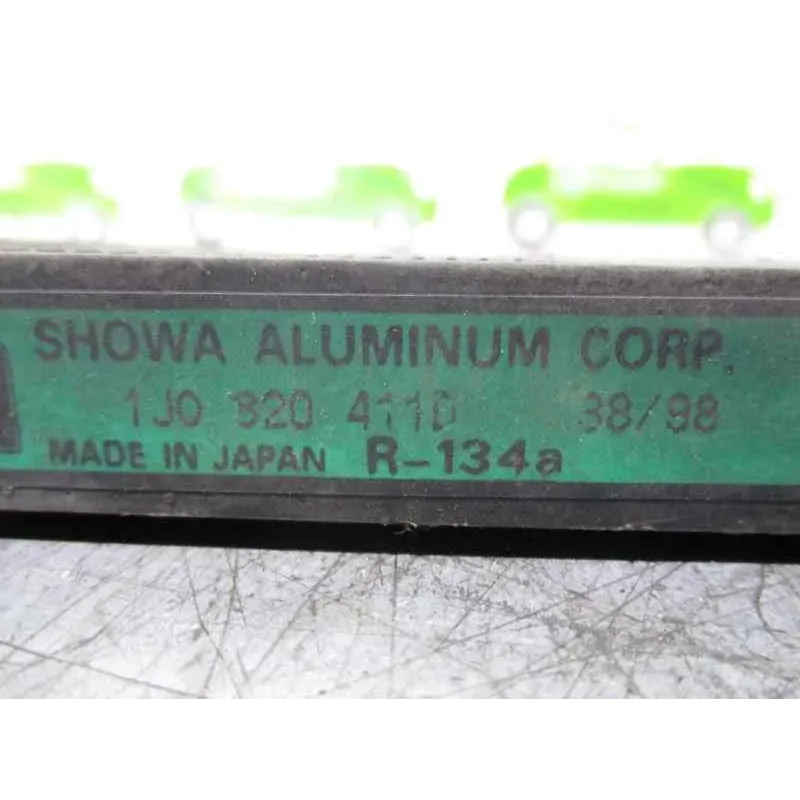 SHOWA ALUMINUM CORP.
1J0 820 411D 38/98
MADE IN JAPAN R-134a